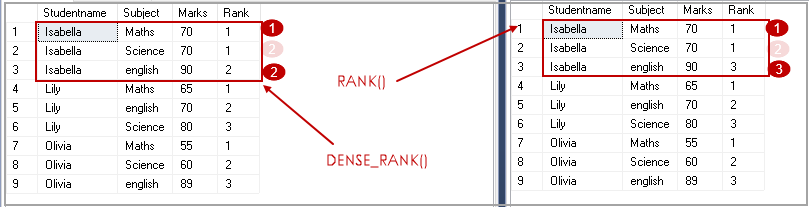 Studentname Subject Marks Rank
1 Isabella Maths 70 1 1
2 Isabella Science 70 1 2
3 Isabella english 90 2 2
4 Lily Maths 65 1
5 Lily english 70 2
6 Lily Science 80 3
7 Olivia Maths 55 1
8 Olivia Science 60 2
9 Olivia english 89 3
RANK()
DENSE_RANK()
Studentname Subject Marks Rank
1 Isabella Maths 70 1 1
2 Isabella Science 70 1 2
3 Isabella english 90 3 3
4 Lily Maths 65 1
5 Lily english 70 2
6 Lily Science 80 3
7 Olivia Maths 55 1
8 Olivia Science 60 2
9 Olivia english 89 3